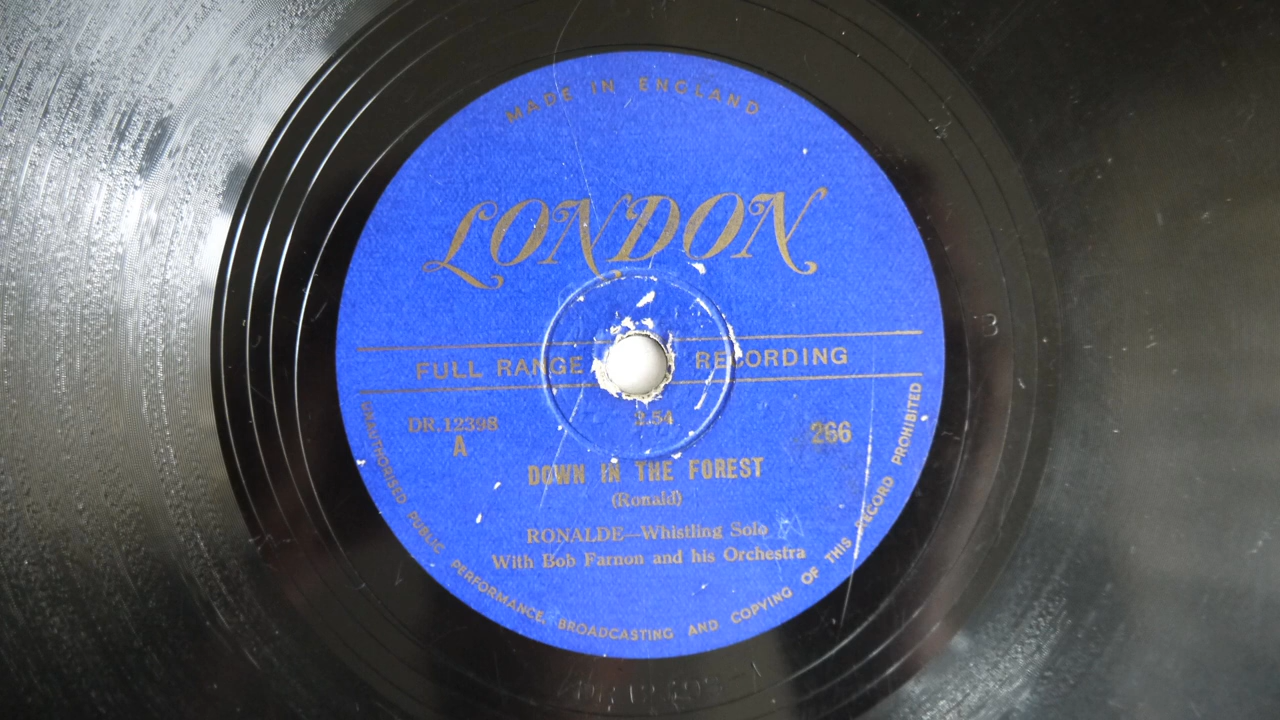 MADE IN ENGLAND
LONDON
FULL RANGE RECORDING
DR.12398 2.54 266
A
DOWN IN THE FOREST
(Ronald)
RONALDE—Whistling Solo
With Bob Farnon and his Orchestra
UNAUTHORISED PUBLIC PERFORMANCE, BROADCASTING AND COPYING OF THIS RECORD PROHIBITED